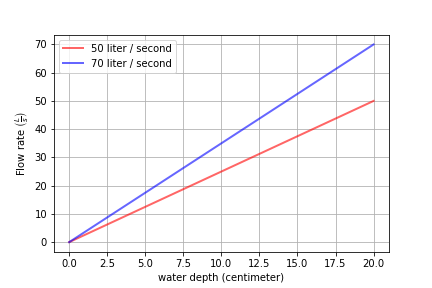 50 liter / second
70 liter / second
70
60
50
40
30
20
10
0
Flow rate (L/s)
0.0 2.5 5.0 7.5 10.0 12.5 15.0 17.5 20.0
water depth (centimeter)